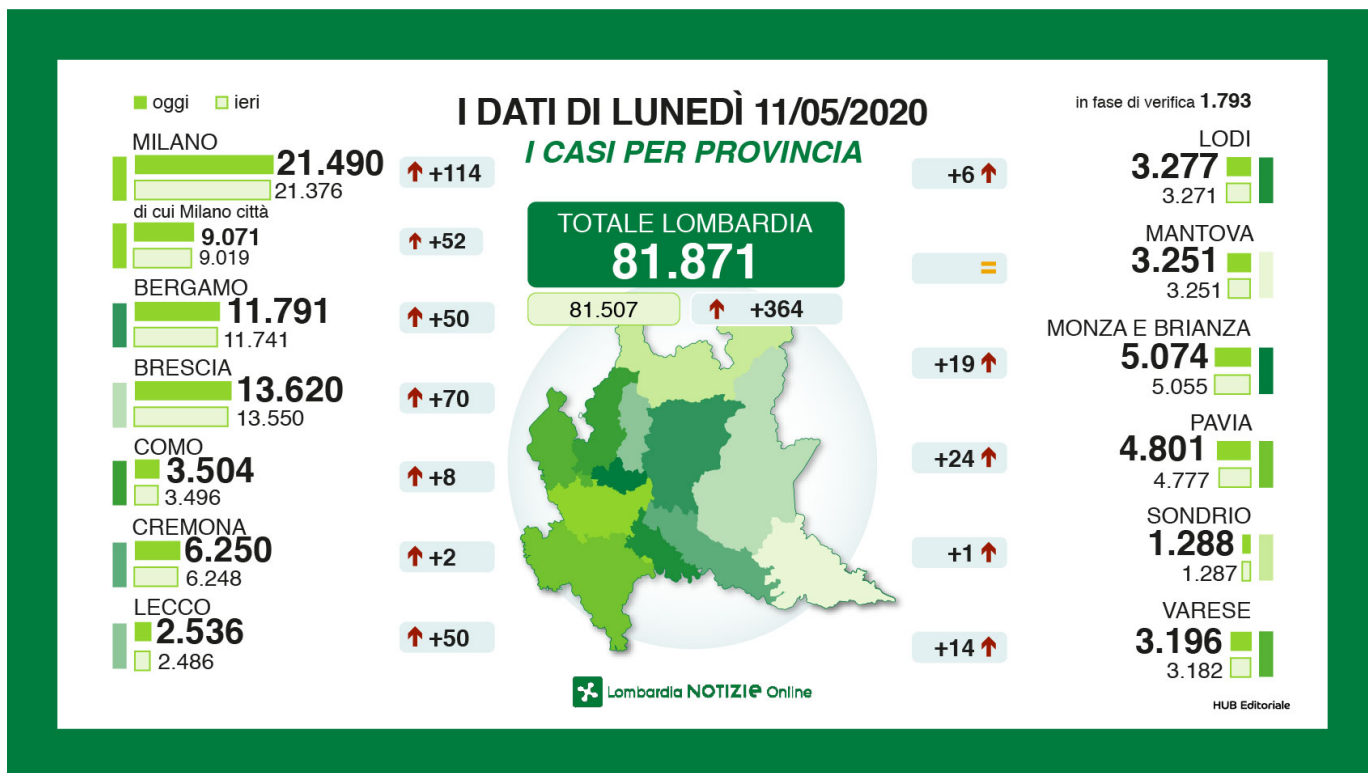 oggi ieri
I DATI DI LUNEDÌ 11/05/2020
I CASI PER PROVINCIA
in fase di verifica 1.793
MILANO
21.490
21.376
+114
di cui Milano città
9.071
9.019
+52
BERGAMO
11.791
11.741
+50
BRESCIA
13.620
13.550
+70
COMO
3.504
3.496
+8
CREMONA
6.250
6.248
+2
LECCO
2.536
2.486
+50
TOTALE LOMBARDIA
81.871
81.507
+364
LODI
+6
3.277
3.271
MANTOVA
=
3.251
3.251
MONZA E BRIANZA
+19
5.074
5.055
PAVIA
+24
4.801
4.777
SONDRIO
+1
1.288
1.287
VARESE
+14
3.196
3.182
Lombardia NOTIZIe Online
HUB Editoriale